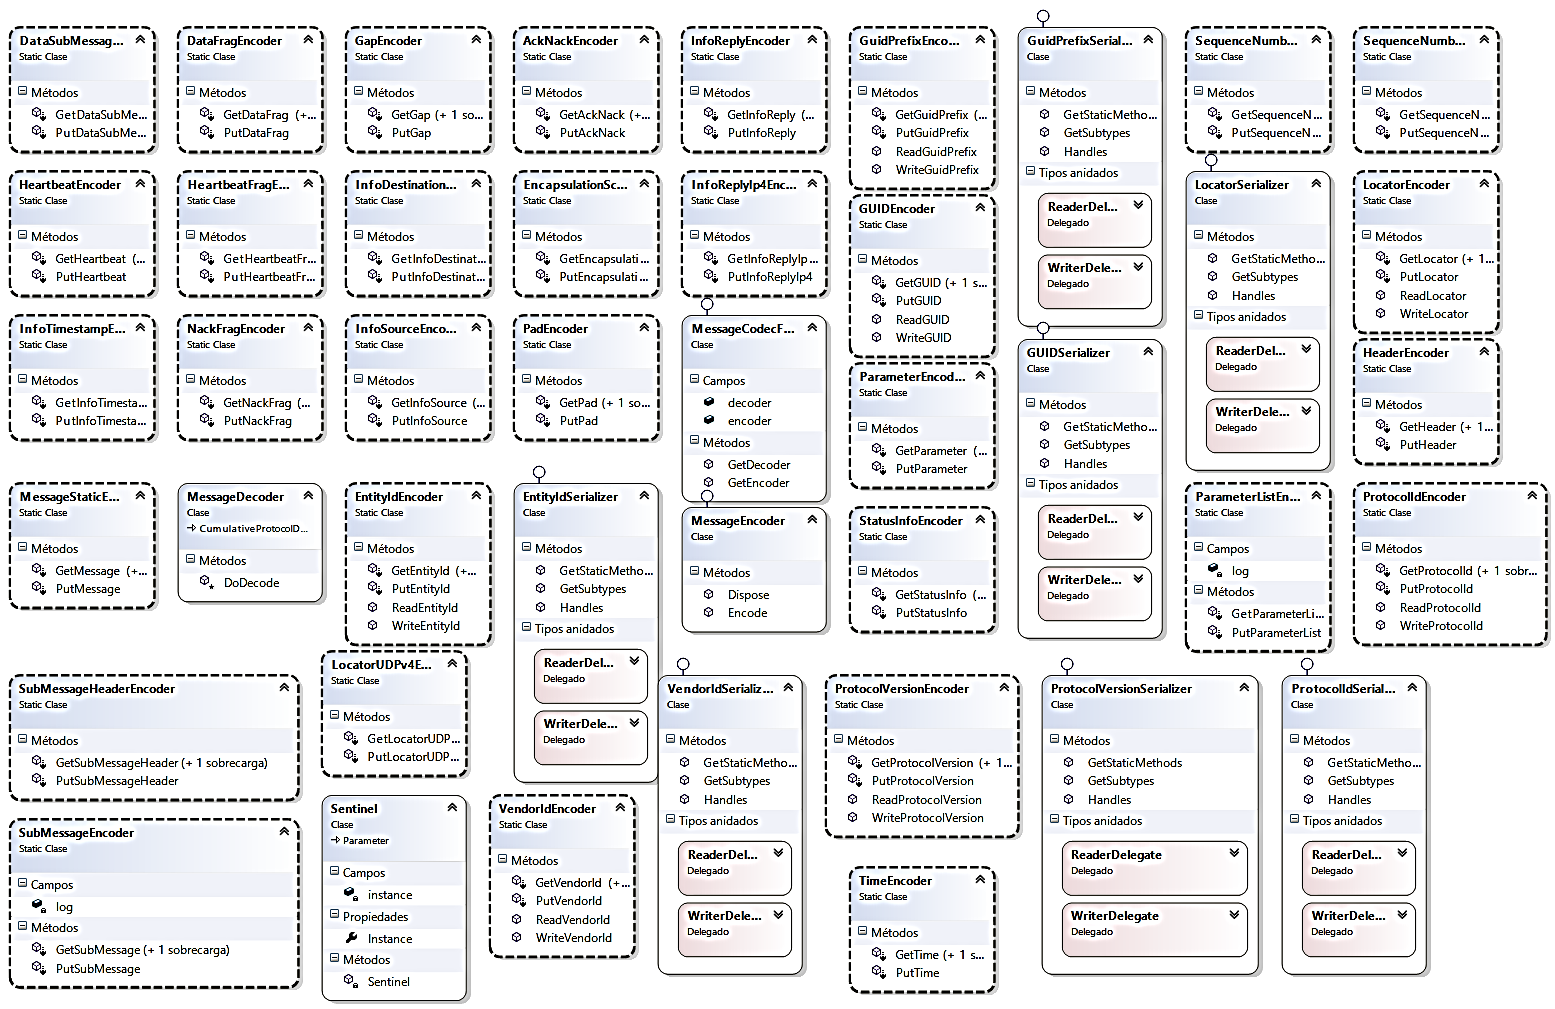 DataSubMessag...
Static Clase
Métodos
GetDataSubMe...
PutDataSubMe...
DataFragEncoder
Static Clase
Métodos
GetDataFrag (+...
PutDataFrag
GapEncoder
Static Clase
Métodos
GetGap (+ 1 so...
PutGap
AckNackEncoder
Static Clase
Métodos
GetAckNack (+...
PutAckNack
InfoReplyEncoder
Static Clase
Métodos
GetInfoReply (...
PutInfoReply
GuidPrefixEnco...
Static Clase
Métodos
GetGuidPrefix (...
PutGuidPrefix
ReadGuidPrefix
WriteGuidPrefix
GuidPrefixSerial...
Clase
Métodos
GetStaticMetho...
GetSubtypes
Handles
Tipos anidados
ReaderDel...
Delegado
WriterDele...
Delegado
SequenceNumb...
Static Clase
Métodos
GetSequenceN...
PutSequenceN...
SequenceNumb...
Static Clase
Métodos
GetSequenceN...
PutSequenceN...
HeartbeatEncoder
Static Clase
Métodos
GetHeartbeat (...
PutHeartbeat
HeartbeatFragE...
Static Clase
Métodos
GetHeartbeatFr...
PutHeartbeatFr...
InfoDestination...
Static Clase
Métodos
GetInfoDestinat...
PutInfoDestinat...
EncapsulationSc...
Static Clase
Métodos
GetEncapsulati...
PutEncapsulati...
InfoReplyIp4Enc...
Static Clase
Métodos
GetInfoReplyIp...
PutInfoReplyIp4
GUIDEncoder
Static Clase
Métodos
GetGUID (+ 1 s...
PutGUID
ReadGUID
WriteGUID
LocatorSerializer
Clase
Métodos
GetStaticMetho...
GetSubtypes
Handles
Tipos anidados
ReaderDel...
Delegado
WriterDele...
Delegado
LocatorEncoder
Static Clase
Métodos
GetLocator (+ 1...
PutLocator
ReadLocator
WriteLocator
InfoTimestampE...
Static Clase
Métodos
GetInfoTimesta...
PutInfoTimesta...
NackFragEncoder
Static Clase
Métodos
GetNackFrag (...
PutNackFrag
InfoSourceEnco...
Static Clase
Métodos
GetInfoSource (...
PutInfoSource
PadEncoder
Static Clase
Métodos
GetPad (+ 1 so...
PutPad
MessageCodecF...
Clase
Campos
decoder
encoder
Métodos
GetDecoder
GetEncoder
ParameterEncod...
Static Clase
Métodos
GetParameter (...
PutParameter
GUIDSerializer
Clase
Métodos
GetStaticMetho...
GetSubtypes
Handles
Tipos anidados
ReaderDel...
Delegado
WriterDele...
Delegado
HeaderEncoder
Static Clase
Métodos
GetHeader (+ 1...
PutHeader
MessageStaticE...
Static Clase
Métodos
GetMessage (+...
PutMessage
MessageDecoder
Clase
CumulativeProtocolD...
Métodos
DoDecode
EntityIdEncoder
Static Clase
Métodos
GetEntityId (+...
PutEntityId
ReadEntityId
WriteEntityId
EntityIdSerializer
Clase
Métodos
GetStaticMetho...
GetSubtypes
Handles
Tipos anidados
ReaderDel...
Delegado
WriterDele...
Delegado
MessageEncoder
Clase
Métodos
Dispose
Encode
StatusInfoEncoder
Static Clase
Métodos
GetStatusInfo (...
PutStatusInfo
ParameterListEn...
Static Clase
Campos
log
Métodos
GetParameterLi...
PutParameterList
ProtocolIdEncoder
Static Clase
Métodos
GetProtocolId (+ 1 sobr...
PutProtocolId
ReadProtocolId
WriteProtocolId
SubMessageHeaderEncoder
Static Clase
Métodos
GetSubMessageHeader (+ 1 sobrecarga)
PutSubMessageHeader
LocatorUDPv4E...
Static Clase
Métodos
GetLocatorUDP...
PutLocatorUDP...
VendorIdSerializ...
Clase
Métodos
GetStaticMetho...
GetSubtypes
Handles
Tipos anidados
ReaderDel...
Delegado
WriterDele...
Delegado
ProtocolVersionEncoder
Static Clase
Métodos
GetProtocolVersion (+ 1...
PutProtocolVersion
ReadProtocolVersion
WriteProtocolVersion
ProtocolVersionSerializer
Clase
Métodos
GetStaticMethods
GetSubtypes
Handles
Tipos anidados
ReaderDelegate
Delegado
WriterDelegate
Delegado
ProtocolIdSerial...
Clase
Métodos
GetStaticMetho...
GetSubtypes
Handles
Tipos anidados
ReaderDel...
Delegado
WriterDele...
Delegado
SubMessageEncoder
Static Clase
Campos
log
Métodos
GetSubMessage (+ 1 sobrecarga)
PutSubMessage
Sentinel
Clase
Parameter
Campos
instance
Propiedades
Instance
Métodos
Sentinel
VendorIdEncoder
Static Clase
Métodos
GetVendorId (+...
PutVendorId
ReadVendorId
WriteVendorId
TimeEncoder
Static Clase
Métodos
GetTime (+ 1 s...
PutTime